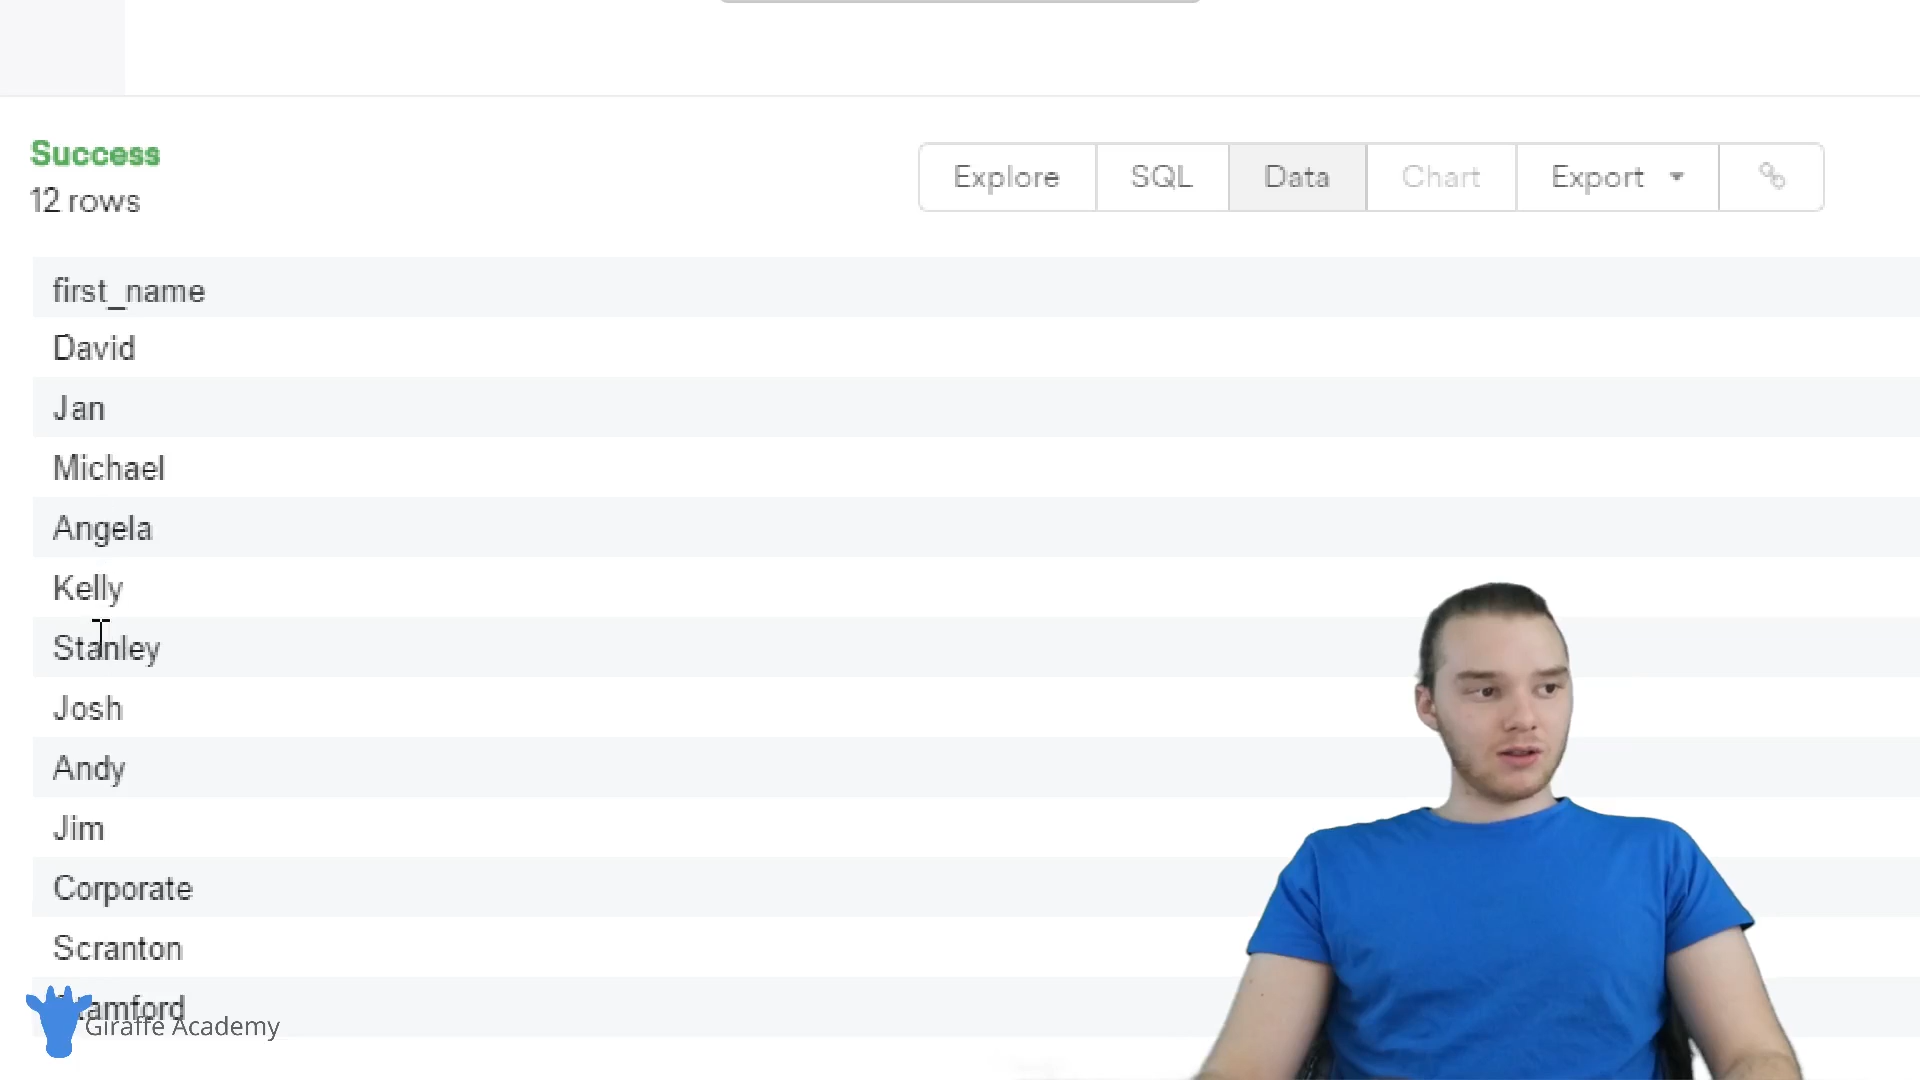 Success
12 rows
Explore SQL Data Chart Export
first_name
David
Jan
Michael
Angela
Kelly
Stanley
Josh
Andy
Jim
Corporate
Scranton
Stamford
Giraffe Academy